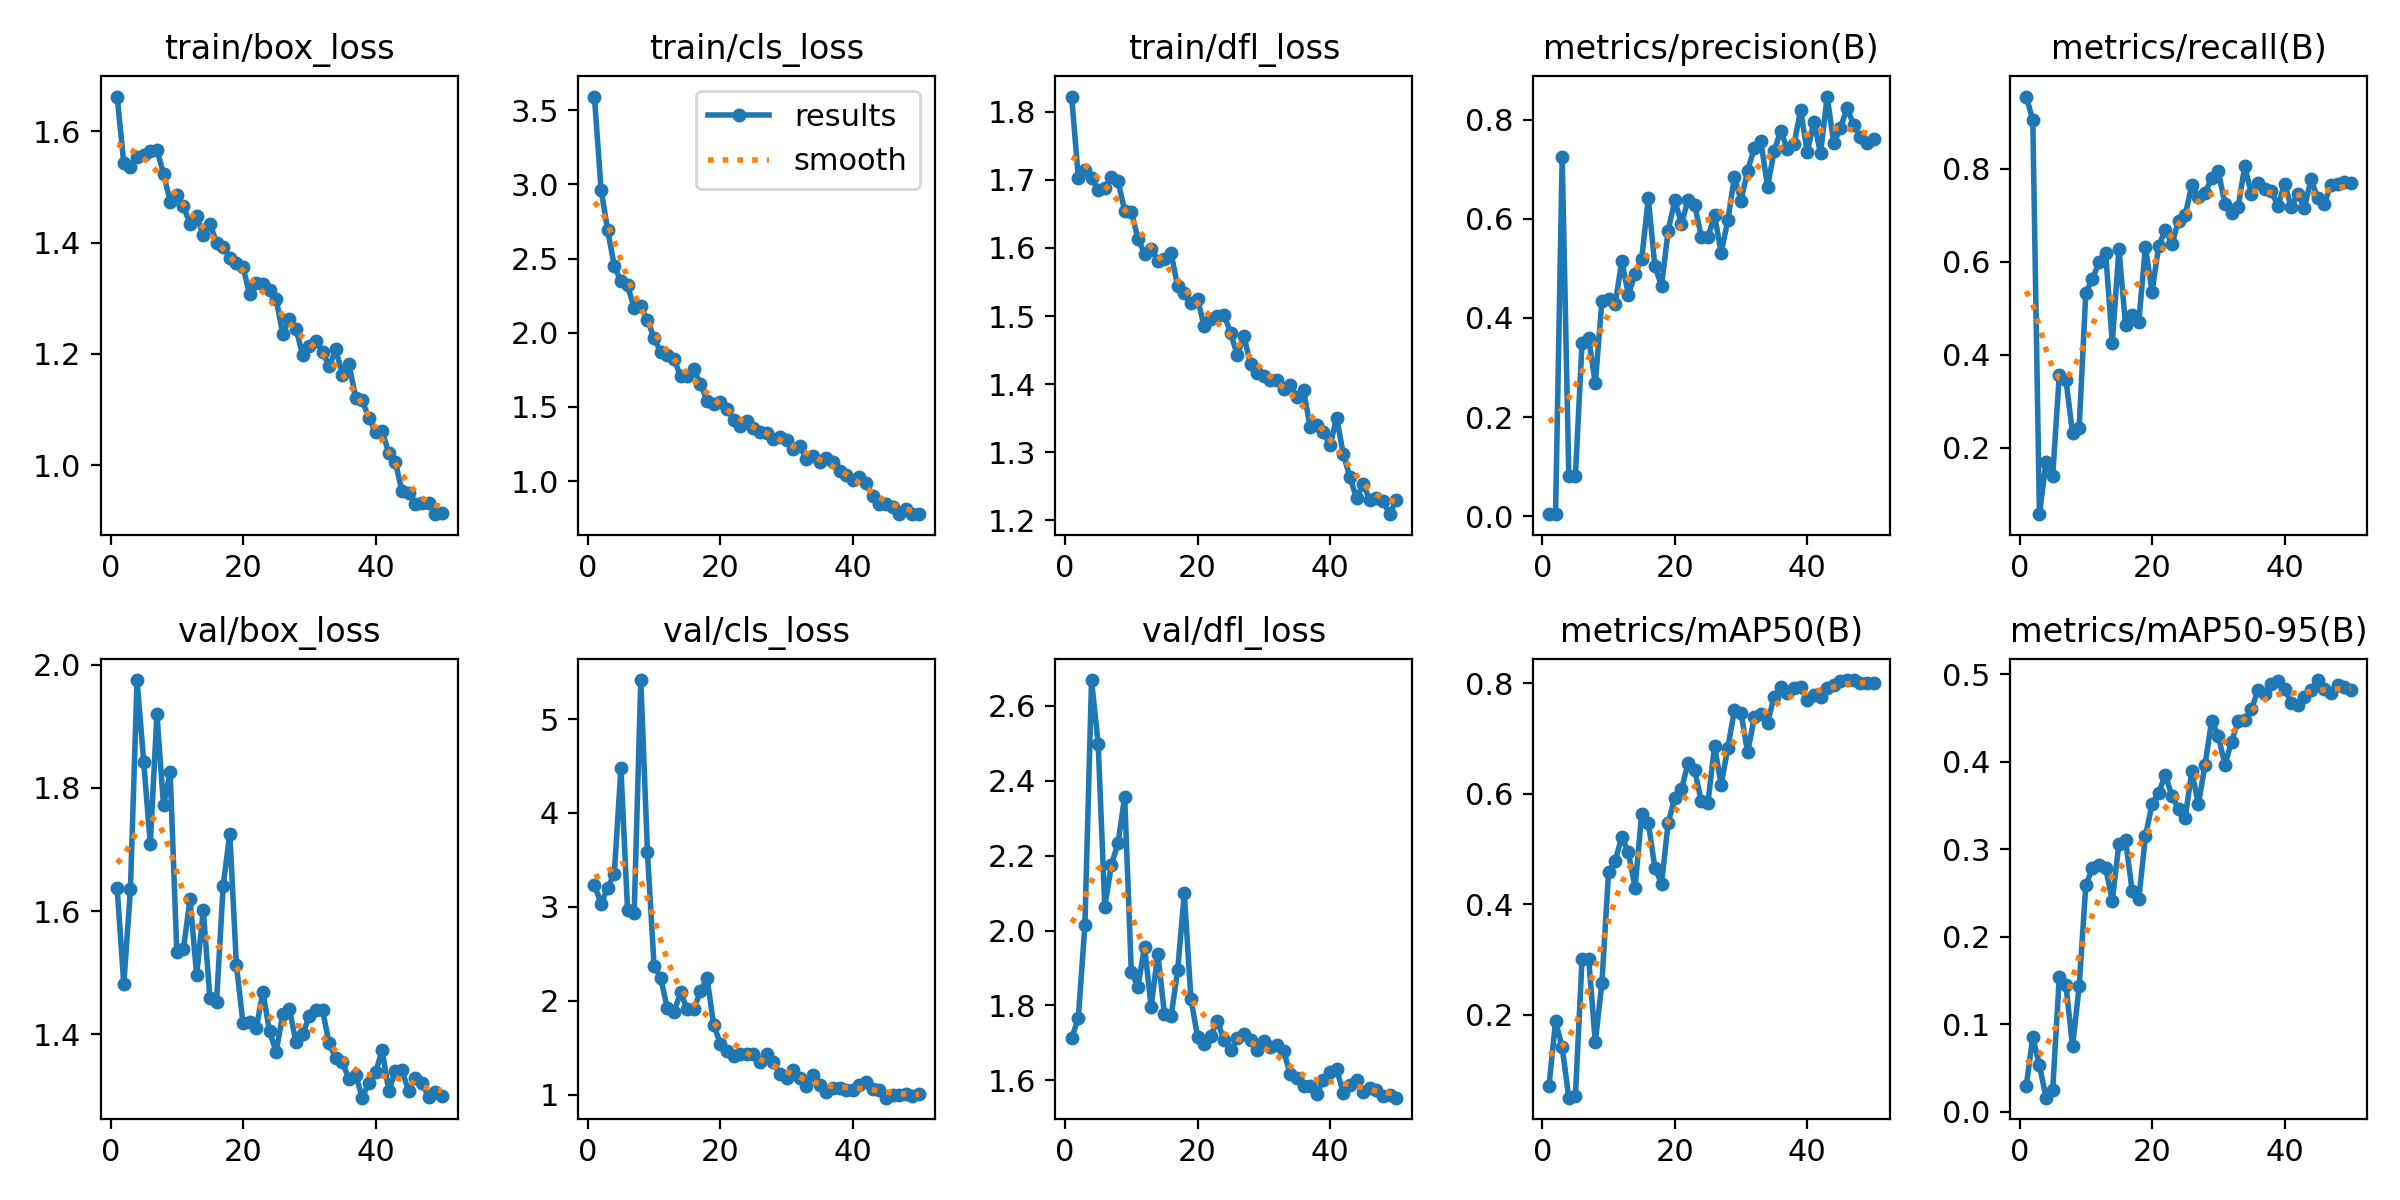 train/box_loss
1.6
1.4
1.2
1.0
0 20 40
train/cls_loss
results
smooth
3.5
3.0
2.5
2.0
1.5
1.0
0 20 40
train/dfl_loss
1.8
1.7
1.6
1.5
1.4
1.3
1.2
0 20 40
metrics/precision(B)
0.8
0.6
0.4
0.2
0.0
0 20 40
metrics/recall(B)
0.8
0.6
0.4
0.2
0 20 40
val/box_loss
2.0
1.8
1.6
1.4
0 20 40
val/cls_loss
5
4
3
2
1
0 20 40
val/dfl_loss
2.6
2.4
2.2
2.0
1.8
1.6
0 20 40
metrics/mAP50(B)
0.8
0.6
0.4
0.2
0 20 40
metrics/mAP50-95(B)
0.5
0.4
0.3
0.2
0.1
0.0
0 20 40